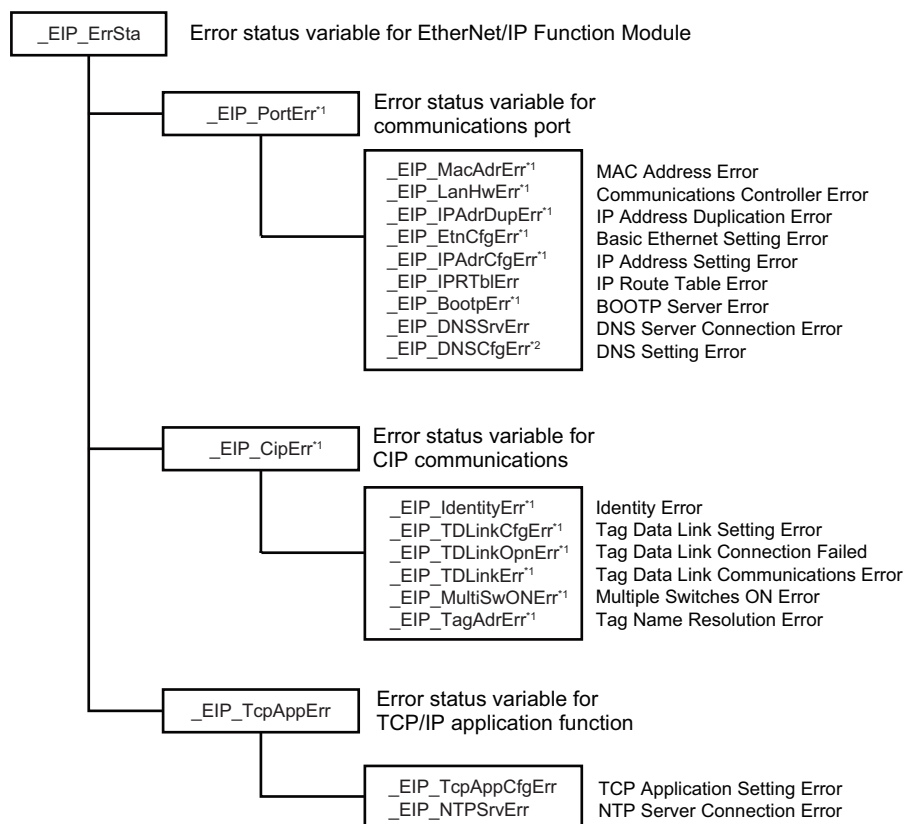 _EIP_ErrSta Error status variable for EtherNet/IP Function Module
_EIP_PortErr*1 Error status variable for
communications port
_EIP_MacAdrErr*1 MAC Address Error
_EIP_LanHwErr*1 Communications Controller Error
_EIP_IPAdrDupErr*1 IP Address Duplication Error
_EIP_EtnCfgErr*1 Basic Ethernet Setting Error
_EIP_IPAdrCfgErr*1 IP Address Setting Error
_EIP_IPRTblErr IP Route Table Error
_EIP_BootpErr*1 BOOTP Server Error
_EIP_DNSSrvErr DNS Server Connection Error
_EIP_DNSCfgErr*2 DNS Setting Error
_EIP_CipErr*1 Error status variable for
CIP communications
_EIP_IdentityErr*1 Identity Error
_EIP_TDLinkCfgErr*1 Tag Data Link Setting Error
_EIP_TDLinkOpnErr*1 Tag Data Link Connection Failed
_EIP_TDLinkErr*1 Tag Data Link Communications Error
_EIP_MultiSwONErr*1 Multiple Switches ON Error
_EIP_TagAdrErr*1 Tag Name Resolution Error
_EIP_TcpAppErr Error status variable for
TCP/IP application function
_EIP_TcpAppCfgErr TCP Application Setting Error
_EIP_NTPSrvErr NTP Server Connection Error